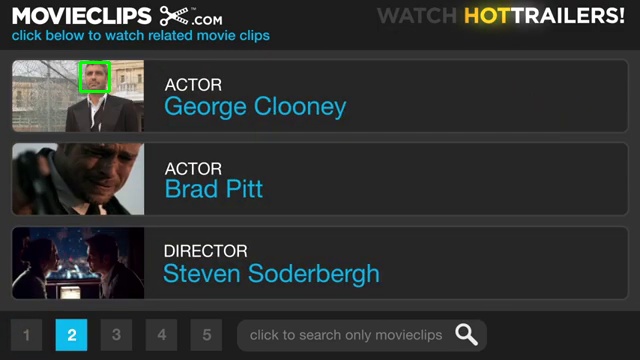 MOVIECLIPS .COM
WATCH HOTTRAILERS!
click below to watch related movie clips
ACTOR
George Clooney
ACTOR
Brad Pitt
DIRECTOR
Steven Soderbergh
1 2 3 4 5 click to search only movieclips